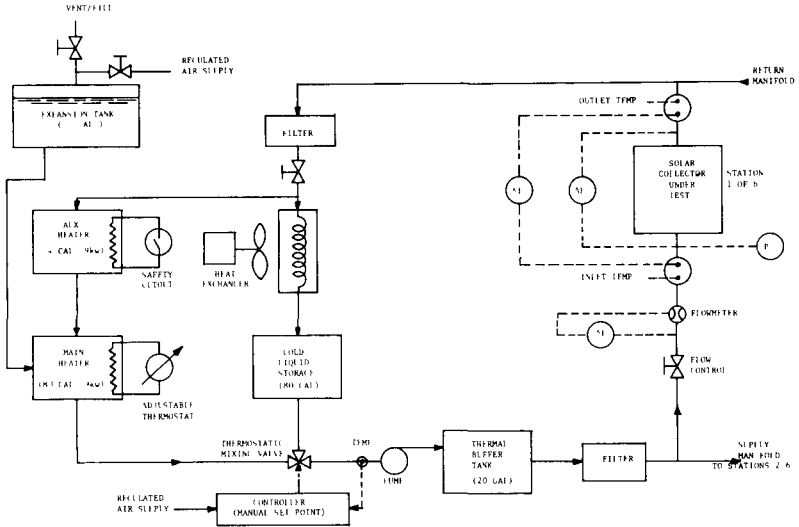 VENT/FILL
REGULATED
AIR SUPPLY
RETURN
MANIFOLD
EXPANSION TANK
OUTLET TEMP
FILTER
SOLAR
COLLECTOR
UNDER
TEST
STATION
1 OF 6
AUX
HEATER
9kw)
SAFETY
CUTOUT
HEAT
EXCHANGER
P
INLET TEMP
FLOWMETER
MAIN
HEATER
ADJUSTABLE
THERMOSTAT
COLD
LIQUID
STORAGE
(80 GAL)
FLOW
CONTROL
THERMOSTATIC
MIXING VALVE
TEMP
PUMP
THERMAL
BUFFER
TANK
(20 GAL)
FILTER
SUPPLY
MANIFOLD
TO STATIONS 2-6
REGULATED
AIR SUPPLY
CONTROLLER
(MANUAL SET POINT)